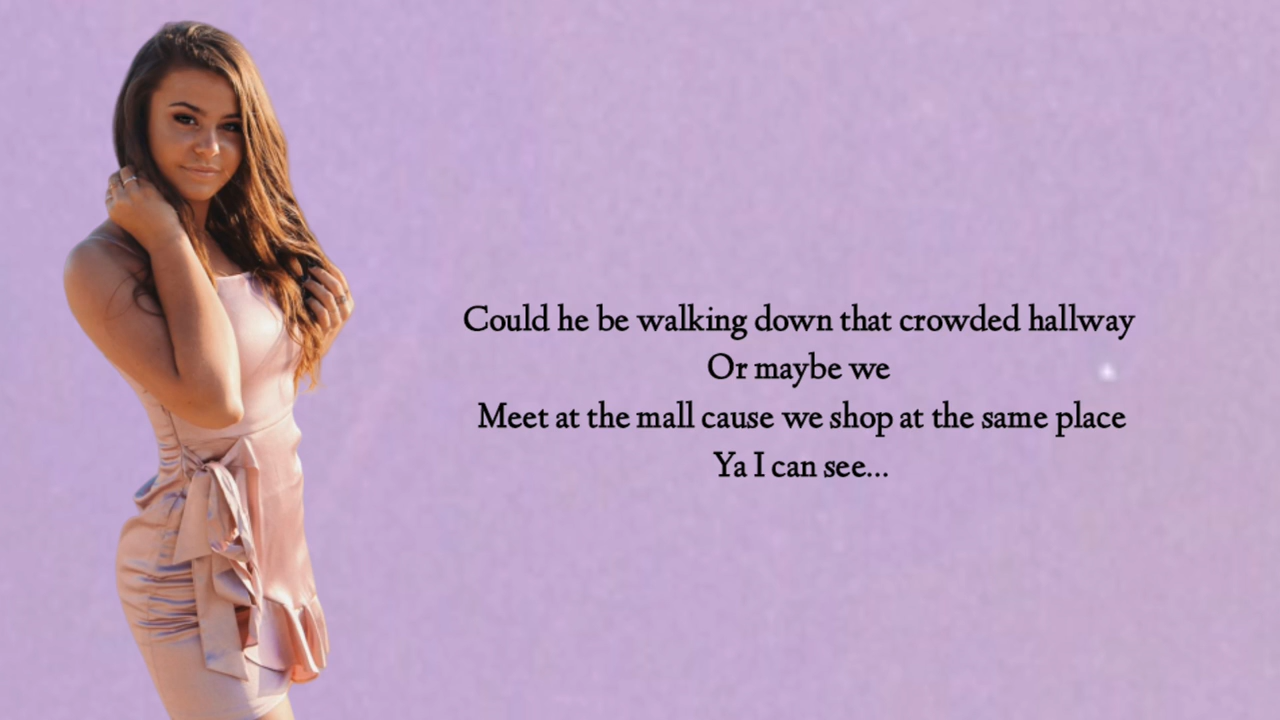 Could he be walking down that crowded hallway
Or maybe we
Meet at the mall cause we shop at the same place
Ya I can see...